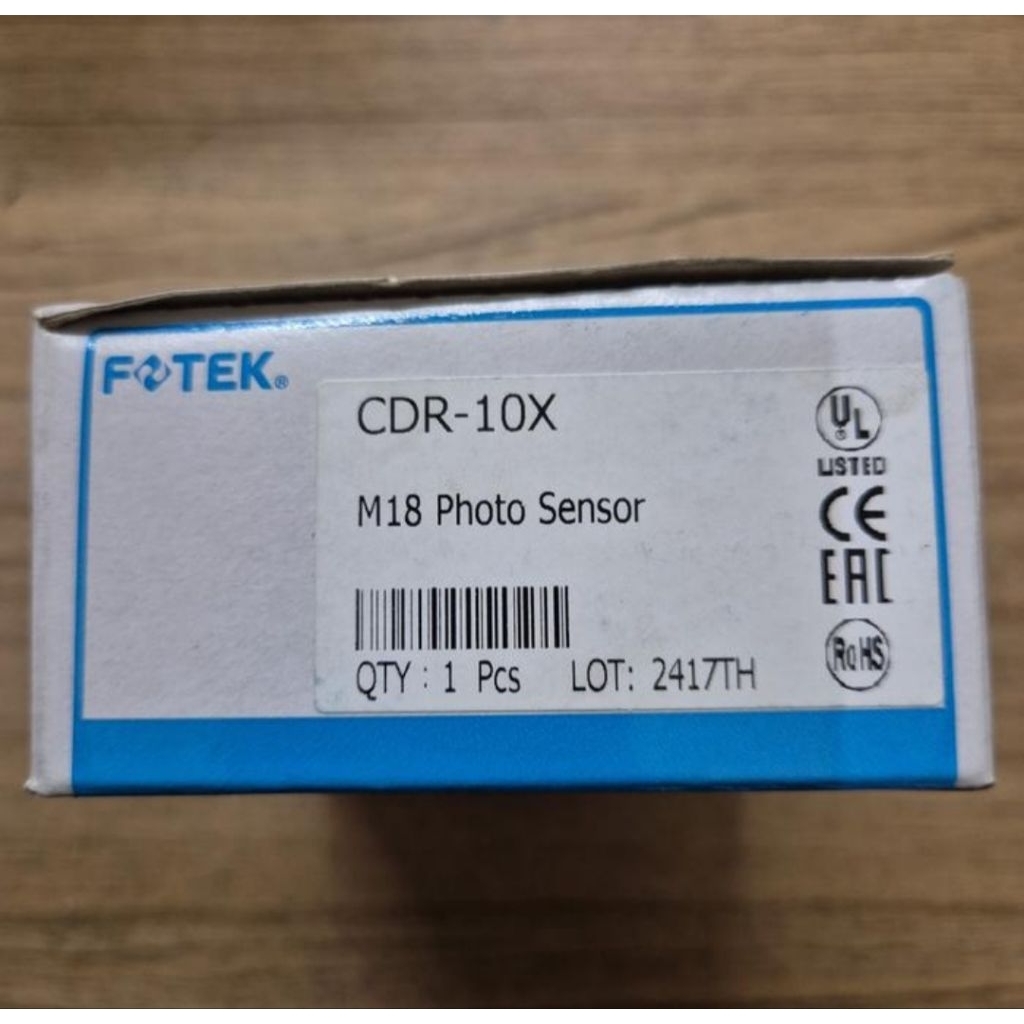 FOTEK®
CDR-10X
M18 Photo Sensor
QTY : 1 Pcs LOT: 2417TH
UL
®
LISTED
CE
EAC
RoHS